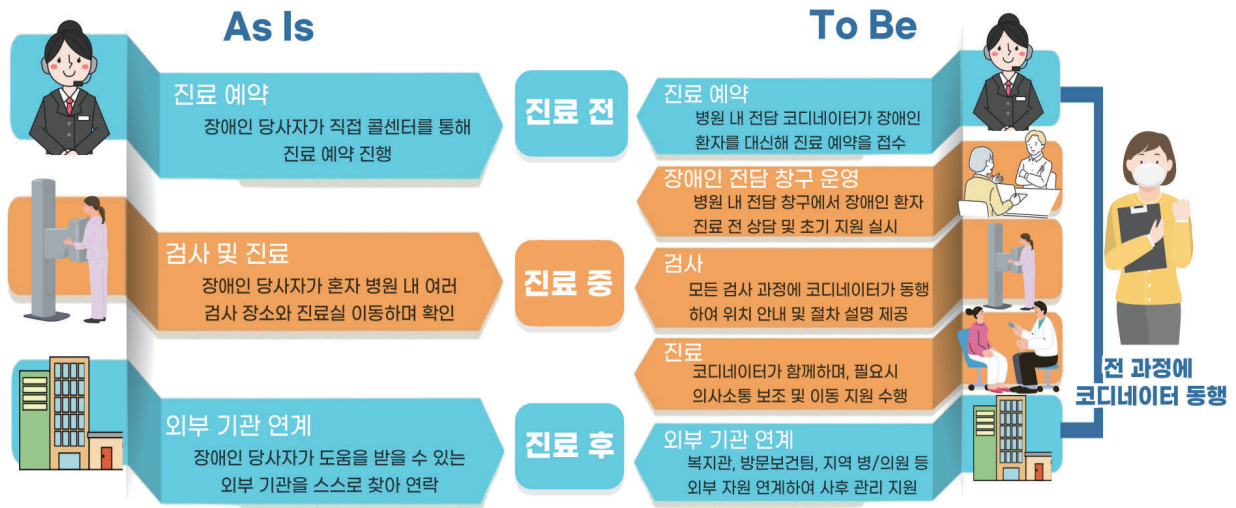 As Is
To Be
진료 예약
장애인 당사자가 직접 콜센터를 통해
진료 예약 진행
진료 전
진료 예약
병원 내 전담 코디네이터가 장애인
환자를 대신해 진료 예약을 접수
장애인 전담 창구 운영
병원 내 전담 창구에서 장애인 환자
진료 전 상담 및 초기 지원 실시
검사 및 진료
장애인 당사자가 혼자 병원 내 여러
검사 장소와 진료실 이동하며 확인
진료 중
검사
모든 검사 과정에 코디네이터가 동행
하여 위치 안내 및 절차 설명 제공
진료
코디네이터가 함께하며, 필요시
의사소통 보조 및 이동 지원 수행
전 과정에
코디네이터 동행
외부 기관 연계
장애인 당사자가 도움을 받을 수 있는
외부 기관을 스스로 찾아 연락
진료 후
외부 기관 연계
복지관, 방문보건팀, 지역 병/의원 등
외부 자원 연계하여 사후 관리 지원